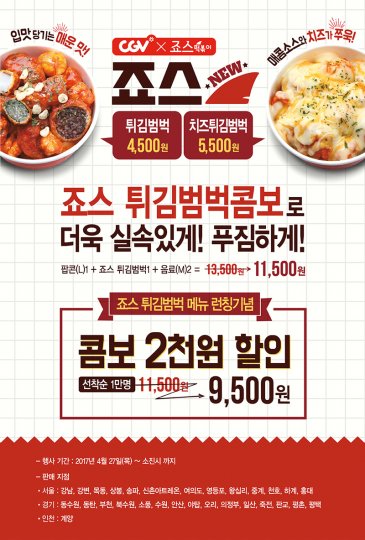 입맛 당기는 매운 맛!
매콤소스와 치즈가 쭈욱!
CGV × 죠스떡볶이
죠스
NEW
튀김범벅
4,500원
치즈튀김범벅
5,500원
죠스 튀김범벅콤보로
더욱 실속있게! 푸짐하게!
팝콘(L)1 + 죠스 튀김범벅1 + 음료(M)2 = 13,500원 → 11,500원
죠스 튀김범벅 메뉴 런칭기념
콤보 2천원 할인
선착순 1만명 11,500원 → 9,500원
– 행사 기간 : 2017년 4월 27일(목) ~ 소진시 까지
– 판매 지점
• 서울 : 강남, 강변, 목동, 상봉, 송파, 신촌아트레온, 여의도, 영등포, 왕십리, 중계, 천호, 하계, 홍대
• 경기 : 동수원, 동탄, 부천, 북수원, 소풍, 수원, 안산, 야탑, 오리, 의정부, 일산, 죽전, 판교, 평촌, 평택
• 인천 : 계양